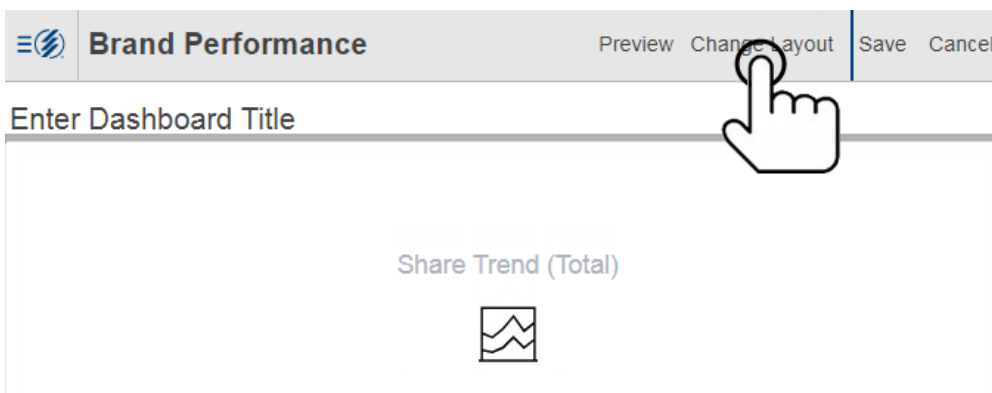 Brand Performance Preview Change Layout Save Cancel
Enter Dashboard Title
Share Trend (Total)